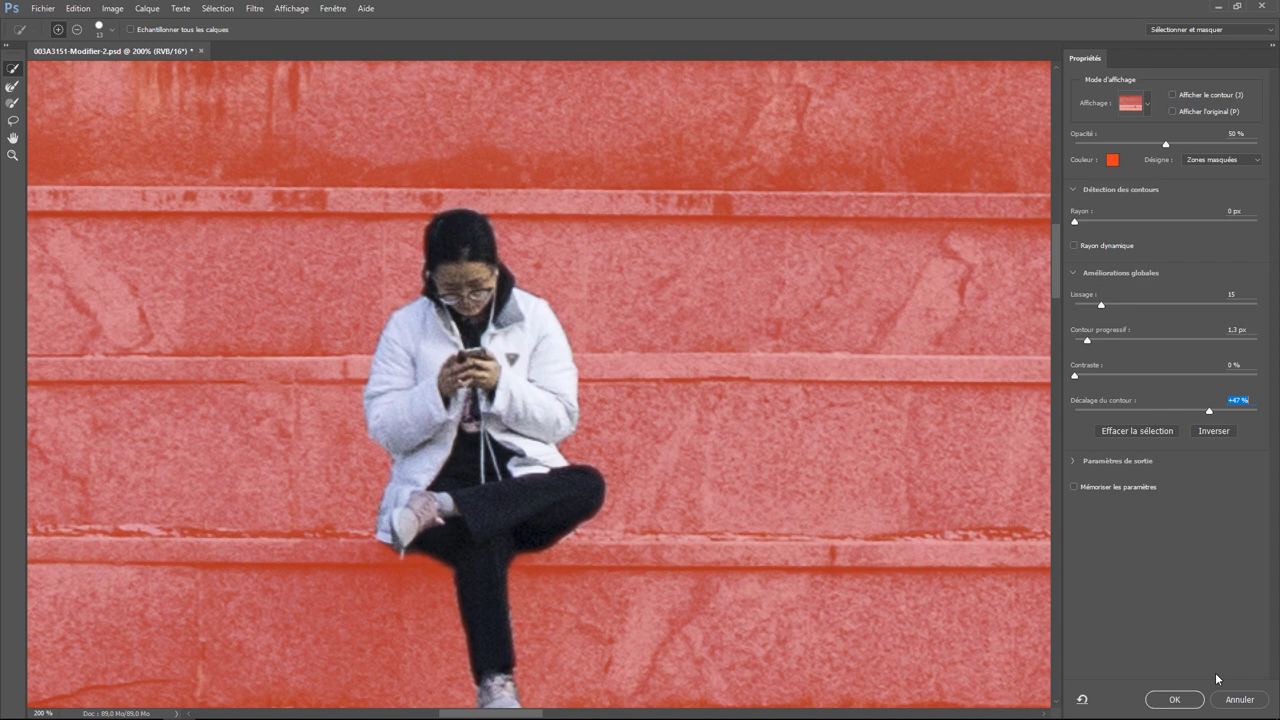 Ps Fichier Edition Image Calque Texte Sélection Filtre Affichage Fenêtre Aide
13 Echantillonner tous les calques Sélectionner et masquer
003A3151-Modifier-2.psd @ 200% (RVB/16*) * ×
Propriétés
Mode d'affichage
Affichage : Afficher le contour (J)
Afficher l'original (P)
Opacité : 50 %
Couleur : Désigne : Zones masquées
Détection des contours
Rayon : 0 px
Rayon dynamique
Améliorations globales
Lissage : 15
Contour progressif : 1,3 px
Contraste : 0 %
Décalage du contour : +47 %
Effacer la sélection Inverser
Paramètres de sortie
Mémoriser les paramètres
OK Annuler
200 % Doc : 89,0 Mo/89,0 Mo